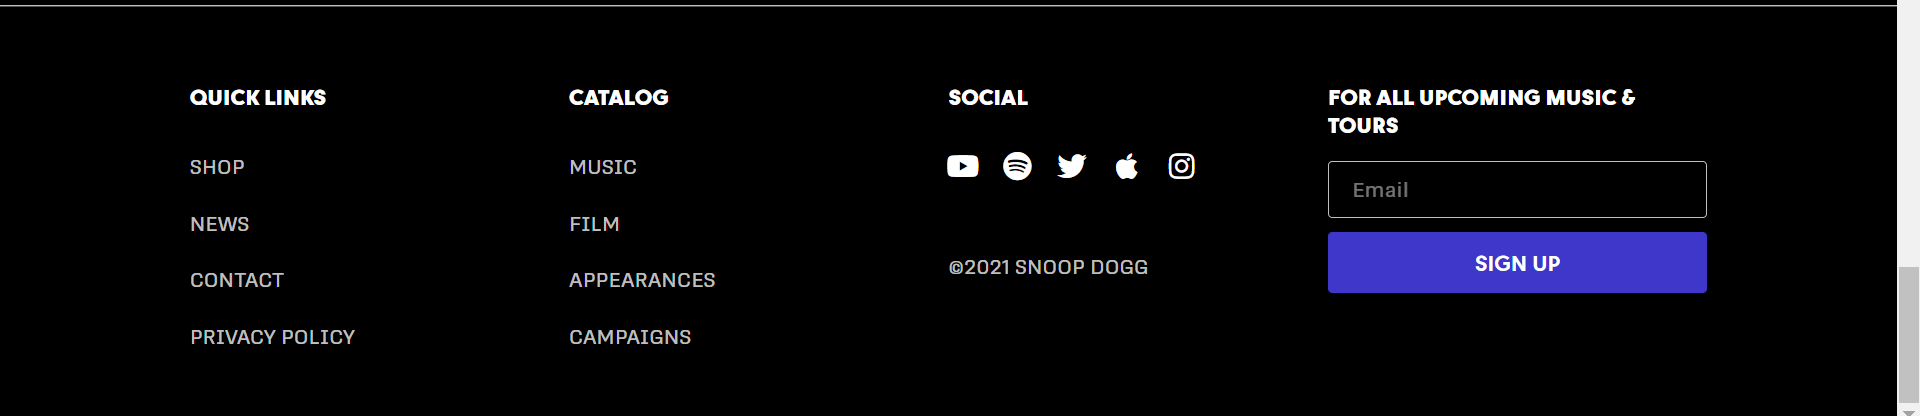 QUICK LINKS
SHOP
NEWS
CONTACT
PRIVACY POLICY
CATALOG
MUSIC
FILM
APPEARANCES
CAMPAIGNS
SOCIAL
©2021 SNOOP DOGG
FOR ALL UPCOMING MUSIC &
TOURS
Email
SIGN UP